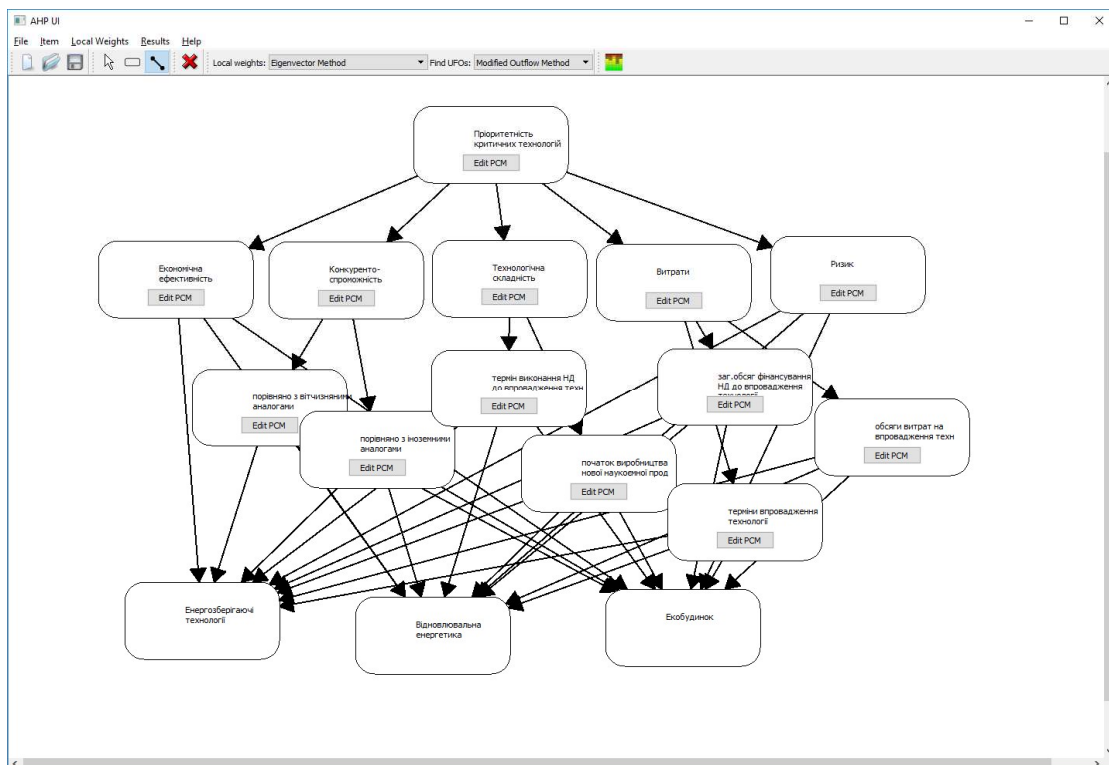 AHP UI
File Item Local Weights Results Help
Local weights: Eigenvector Method Find UFOs: Modified Outflow Method
Пріоритетність
критичних технологій
Edit PCM
Економічна
ефективність
Edit PCM
Конкуренто-
спроможність
Edit PCM
Технологічна
складність
Edit PCM
Витрати
Edit PCM
Ризик
Edit PCM
порівняно з вітчизняними
аналогами
Edit PCM
порівняно з іноземними
аналогами
Edit PCM
термін виконання НД
до впровадження техн
Edit PCM
початок виробництва
нової наукоємної прод
Edit PCM
заг.обсяг фінансування
НД до впровадження
технології
Edit PCM
обсяги витрат на
впровадження техн
Edit PCM
терміни впровадження
технології
Edit PCM
Енергозберігаючі
технології
Відновлювальна
енергетика
Екобудинок